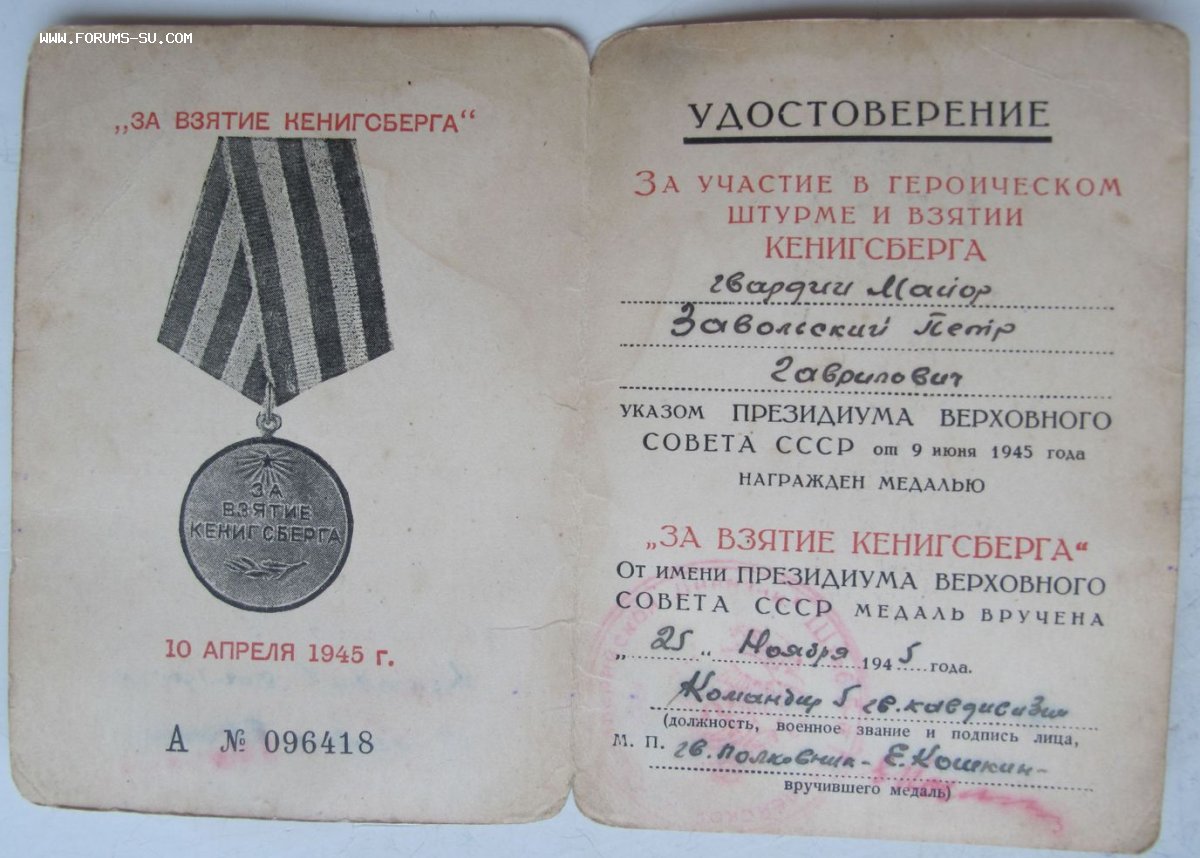 WWW.FORUMS-SU.COM
„ЗА ВЗЯТИЕ КЕНИГСБЕРГА“
ЗА
ВЗЯТИЕ
КЕНИГСБЕРГА
10 АПРЕЛЯ 1945 г.
А № 096418
УДОСТОВЕРЕНИЕ
ЗА УЧАСТИЕ В ГЕРОИЧЕСКОМ
ШТУРМЕ И ВЗЯТИИ
КЕНИГСБЕРГА
гвардии Майор
Завольский Петр
Гаврилович
УКАЗОМ ПРЕЗИДИУМА ВЕРХОВНОГО
СОВЕТА СССР от 9 июня 1945 года
НАГРАЖДЕН МЕДАЛЬЮ
„ЗА ВЗЯТИЕ КЕНИГСБЕРГА“
ОТ ИМЕНИ ПРЕЗИДИУМА ВЕРХОВНОГО
СОВЕТА СССР МЕДАЛЬ ВРУЧЕНА
„ 25 „ Ноября 1945 года.
Командир 5 гв. кавдивизии
(должность, военное звание и подпись лица,
М. П. гв. полковник - Е. Кошкин -
вручившего медаль)